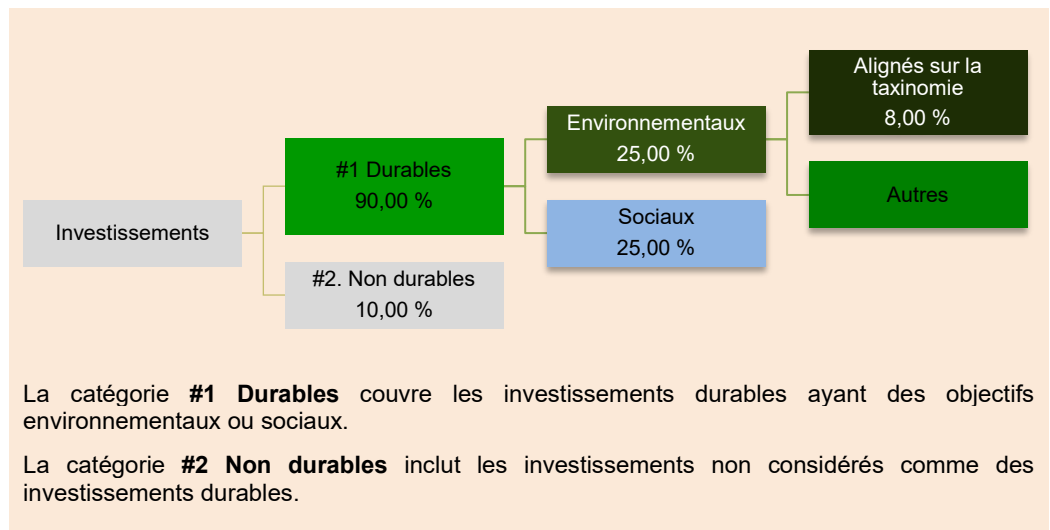 Investissements
#1 Durables
90,00 %
#2. Non durables
10,00 %
Environnementaux
25,00 %
Sociaux
25,00 %
Alignés sur la
taxinomie
8,00 %
Autres
La catégorie #1 Durables couvre les investissements durables ayant des objectifs
environnementaux ou sociaux.
La catégorie #2 Non durables inclut les investissements non considérés comme des
investissements durables.